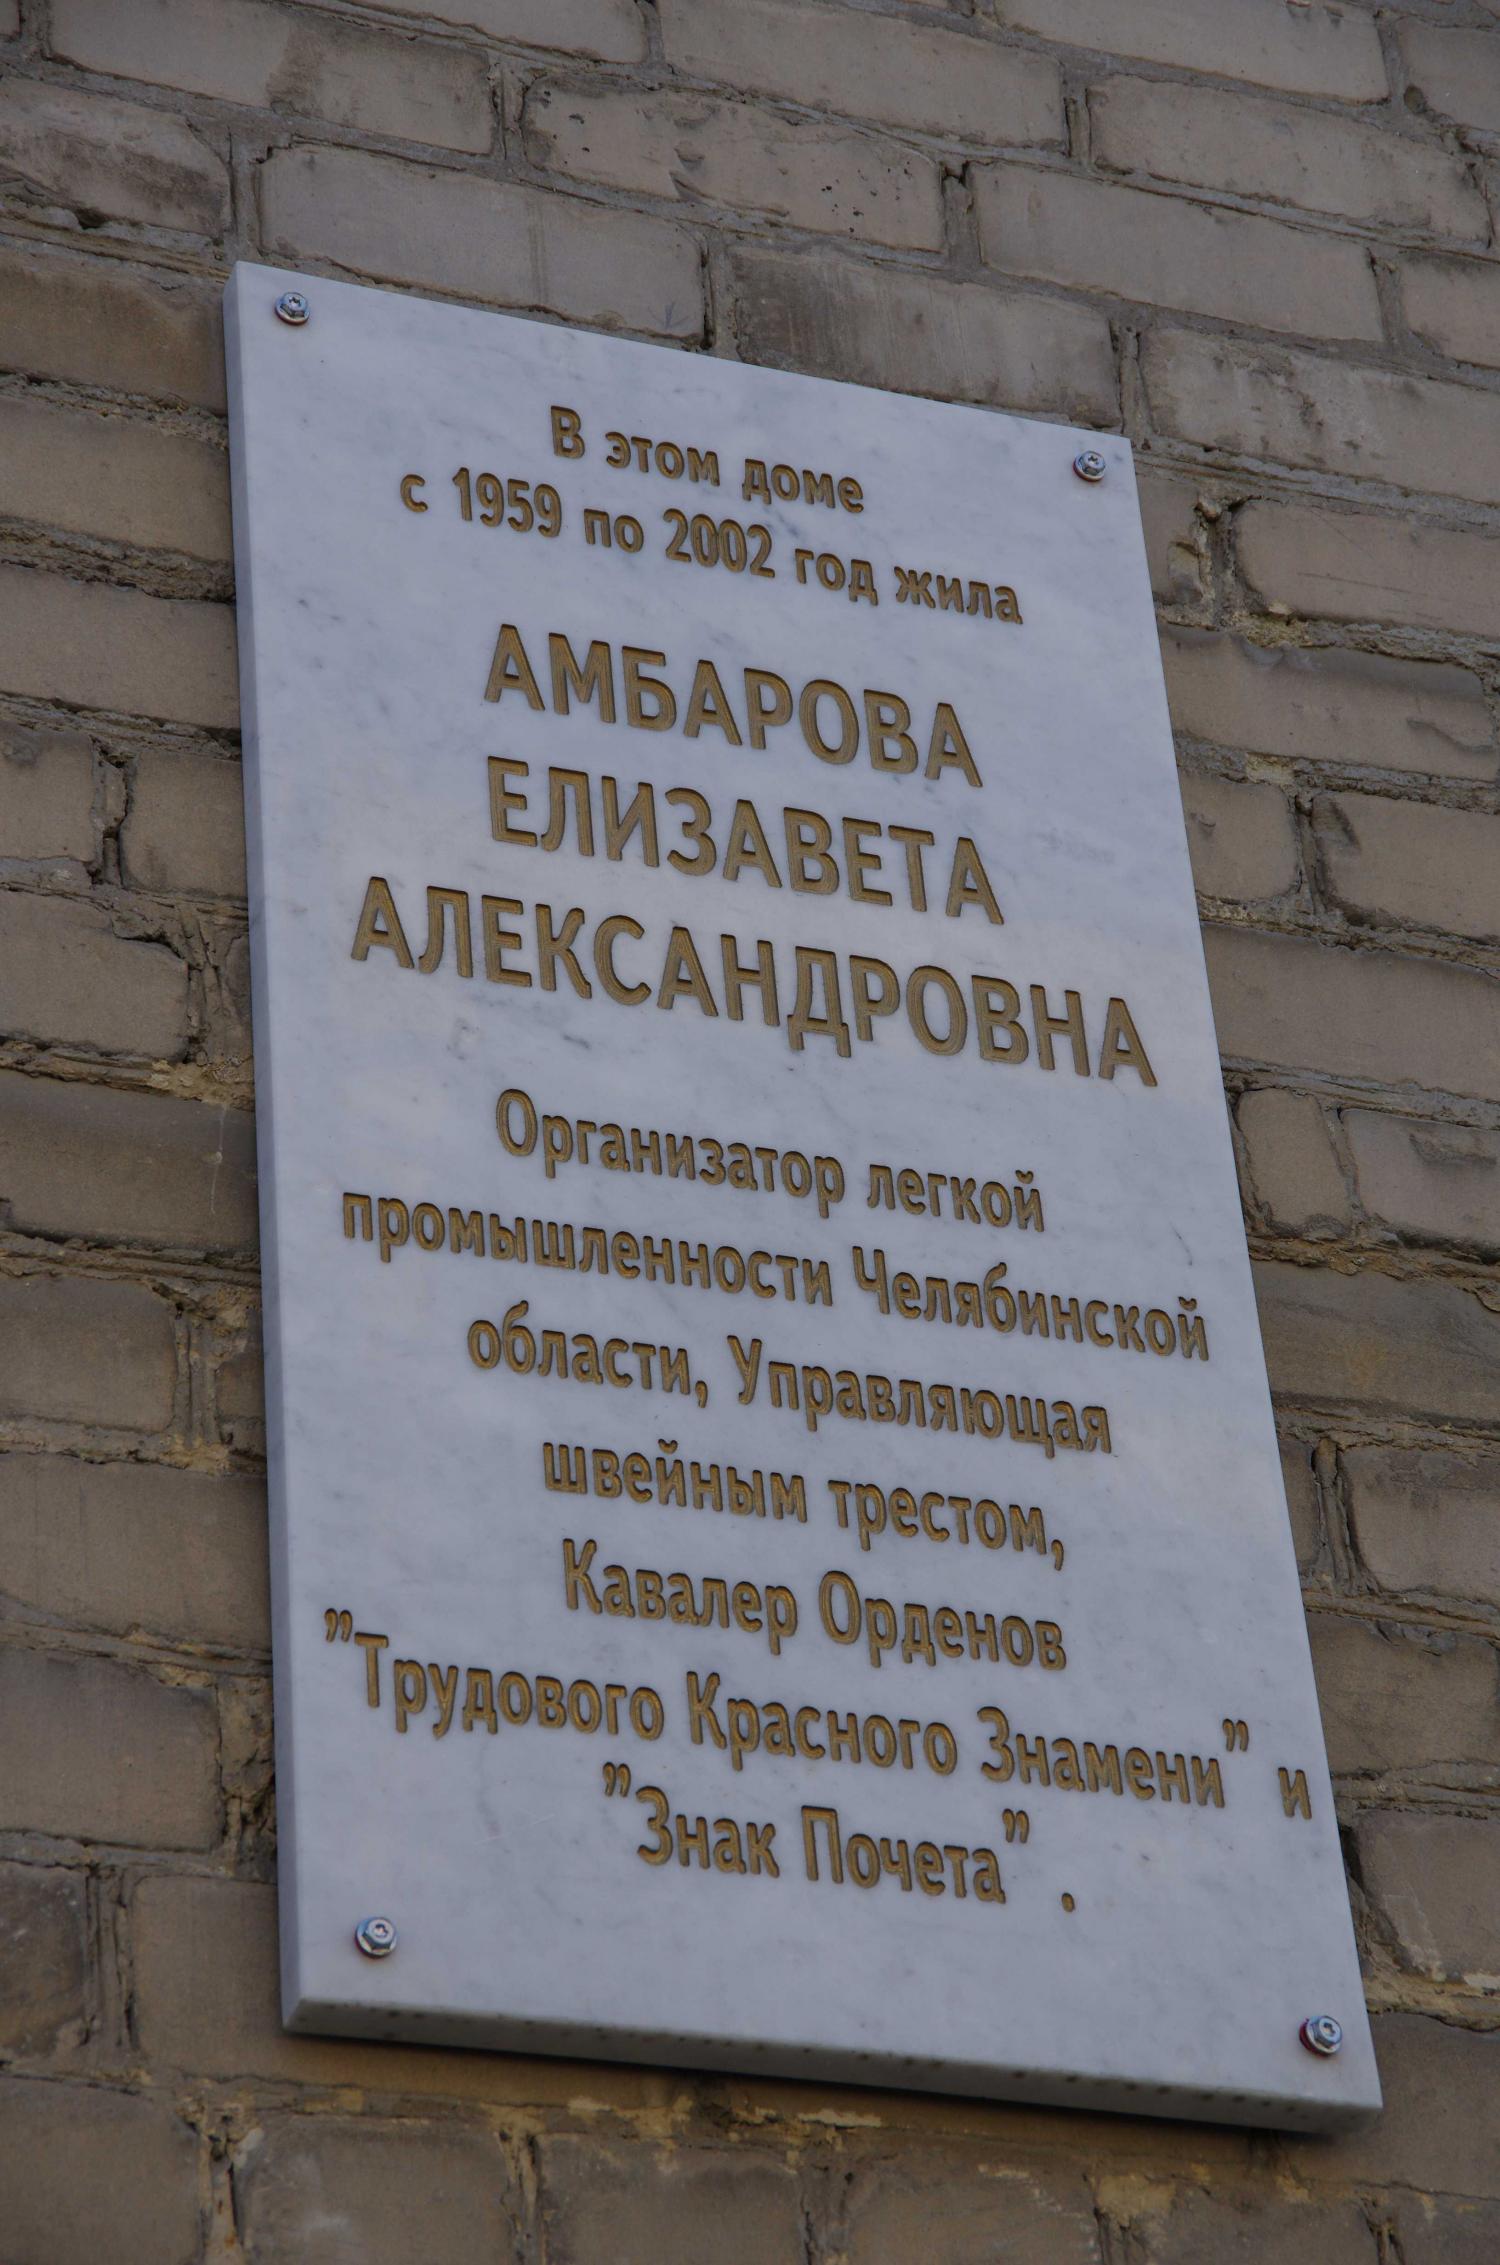 В этом доме
с 1959 по 2002 год жила
АМБАРОВА
ЕЛИЗАВЕТА
АЛЕКСАНДРОВНА
Организатор легкой
промышленности Челябинской
области, Управляющая
швейным трестом,
Кавалер Орденов
”Трудового Красного Знамени” и
”Знак Почета” .